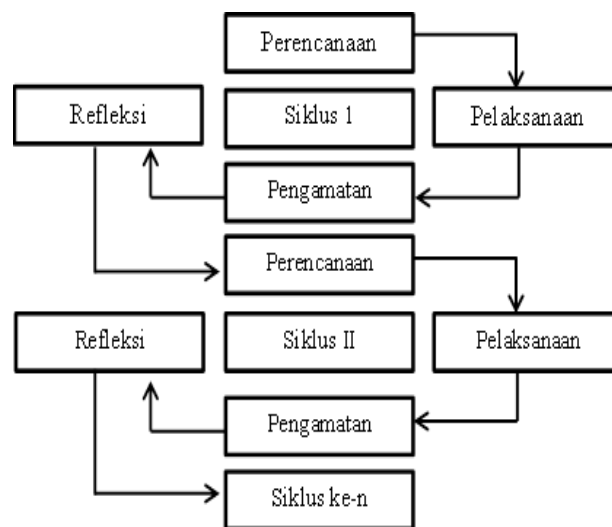 Perencanaan
Refleksi
Siklus 1
Pelaksanaan
Pengamatan
Perencanaan
Refleksi
Siklus II
Pelaksanaan
Pengamatan
Siklus ke-n